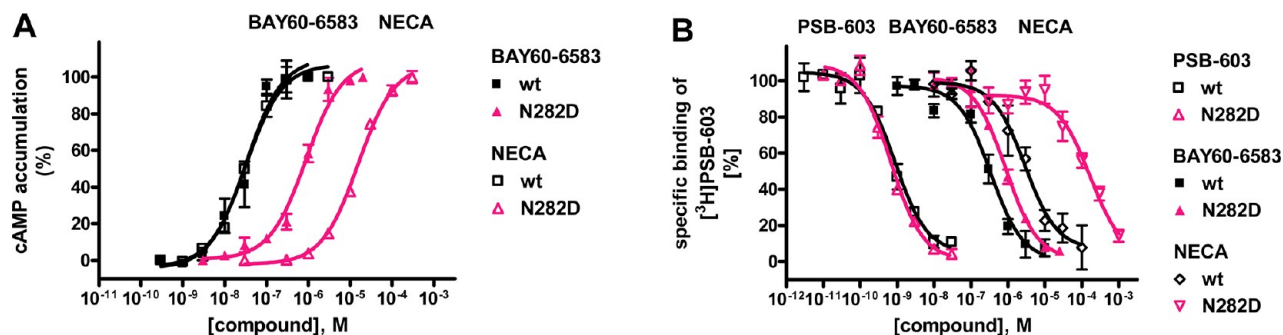 A
BAY60-6583 NECA
cAMP accumulation
(%)
100
80
60
40
20
0
10-11 10-10 10-9 10-8 10-7 10-6 10-5 10-4 10-3
[compound], M
BAY60-6583
wt
N282D
NECA
wt
N282D
B
PSB-603 BAY60-6583 NECA
specific binding of
[3H]PSB-603
[%]
100
80
60
40
20
0
10-12 10-11 10-10 10-9 10-8 10-7 10-6 10-5 10-4 10-3
[compound], M
PSB-603
wt
N282D
BAY60-6583
wt
N282D
NECA
wt
N282D